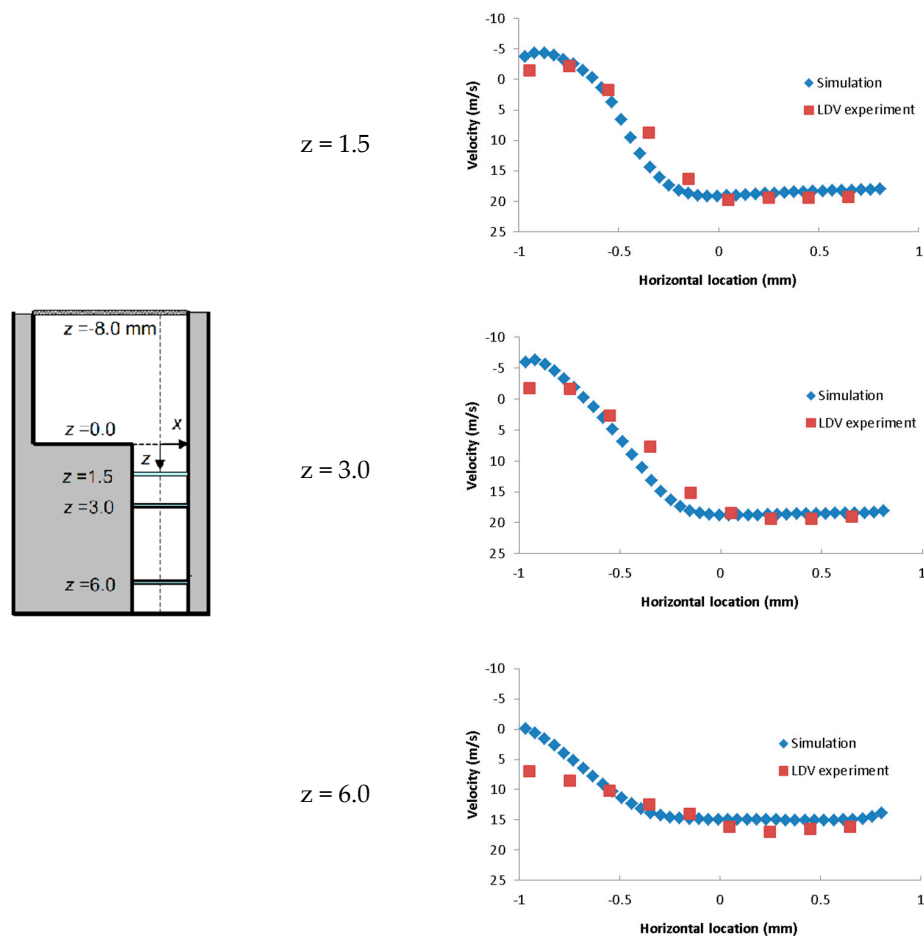 z = 1.5
-10
-5
0
5
10
15
20
25
Velocity (m/s)
Simulation
LDV experiment
-1
-0.5
0
0.5
1
Horizontal location (mm)
z =-8.0 mm
z =0.0
x
z
z =1.5
z =3.0
z =6.0
z = 3.0
-10
-5
0
5
10
15
20
25
Velocity (m/s)
Simulation
LDV experiment
-1
-0.5
0
0.5
1
Horizontal location (mm)
z = 6.0
-10
-5
0
5
10
15
20
25
Velocity (m/s)
Simulation
LDV experiment
-1
-0.5
0
0.5
1
Horizontal location (mm)